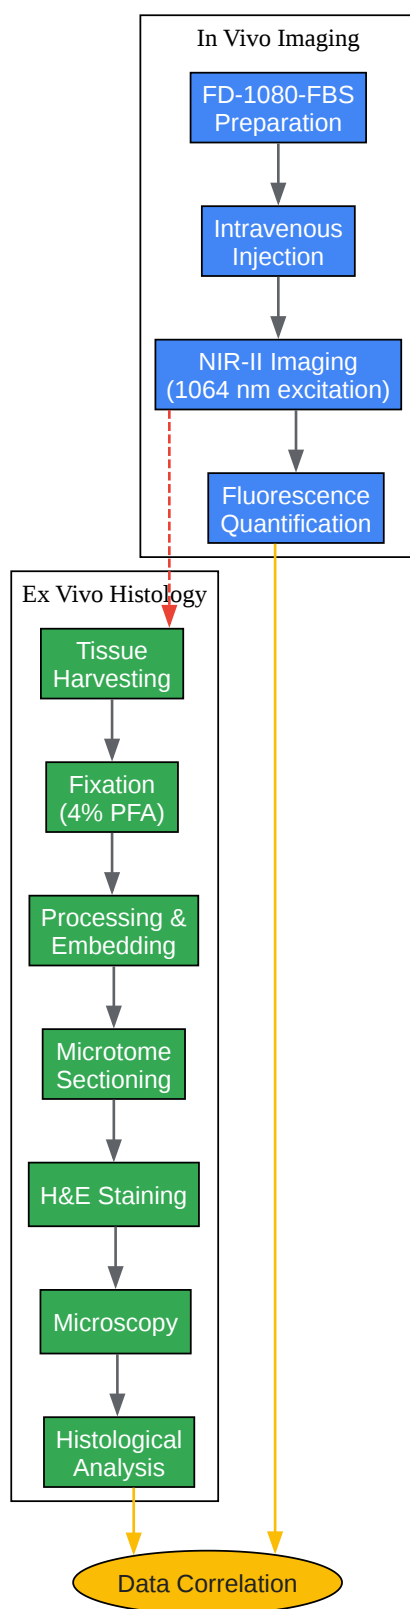 In Vivo Imaging
FD-1080-FBS
Preparation
Intravenous
Injection
NIR-II Imaging
(1064 nm excitation)
Fluorescence
Quantification
Ex Vivo Histology
Tissue
Harvesting
Fixation
(4% PFA)
Processing &
Embedding
Microtome
Sectioning
H&E Staining
Microscopy
Histological
Analysis
Data Correlation